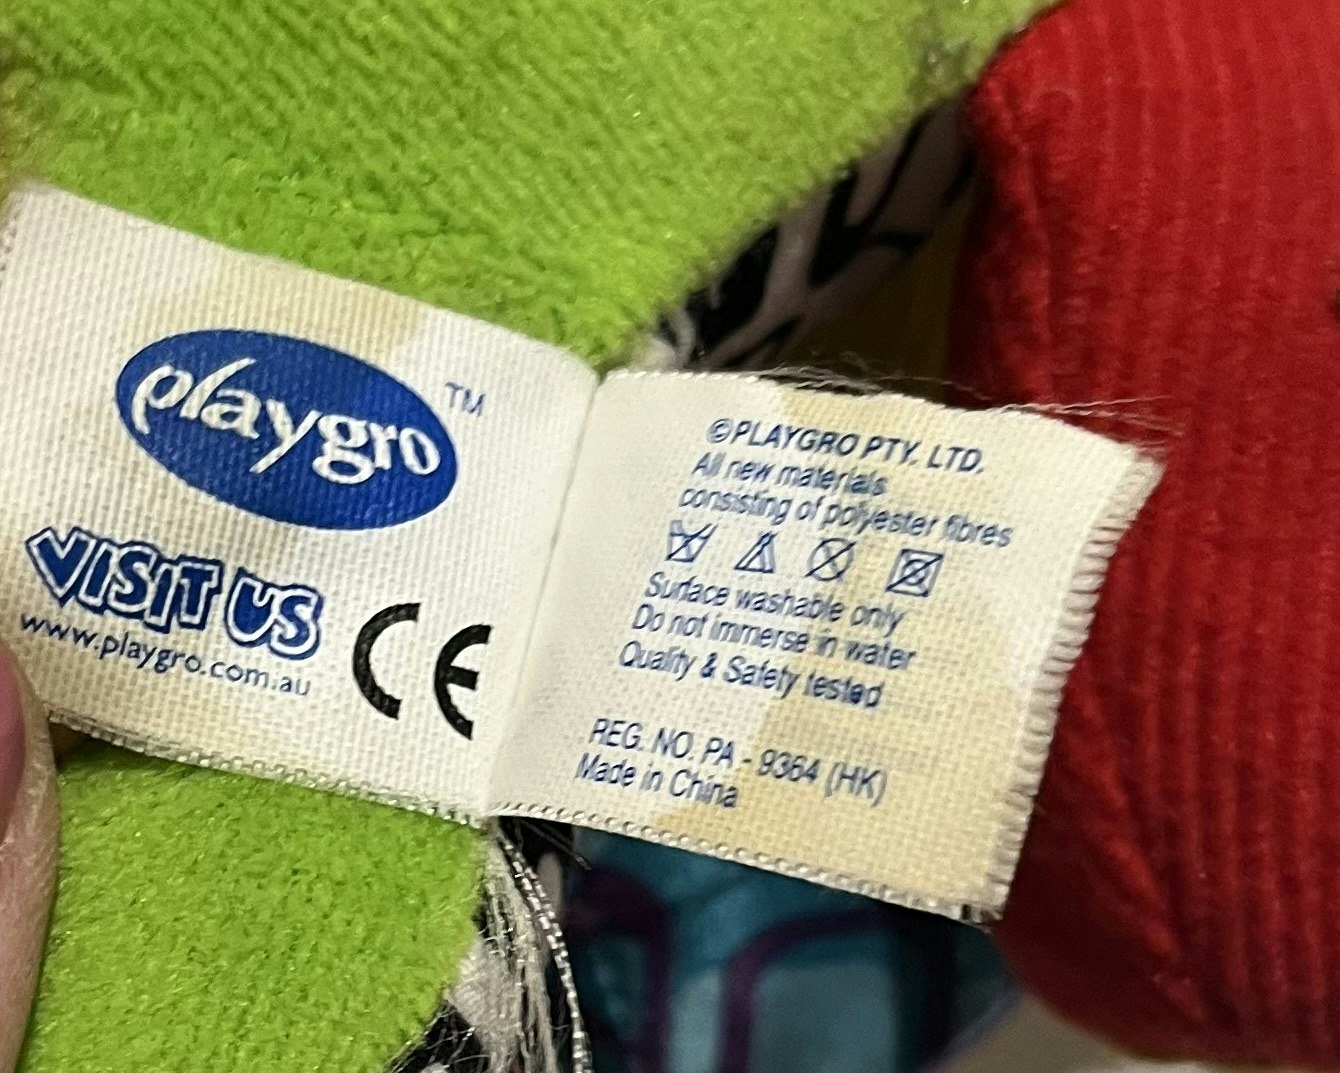 playgro TM
VISIT US
www.playgro.com.au
CE
©PLAYGRO PTY. LTD.
All new materials
consisting of polyester fibres
Surface washable only
Do not immerse in water
Quality & Safety tested
REG. NO. PA - 9364 (HK)
Made in China